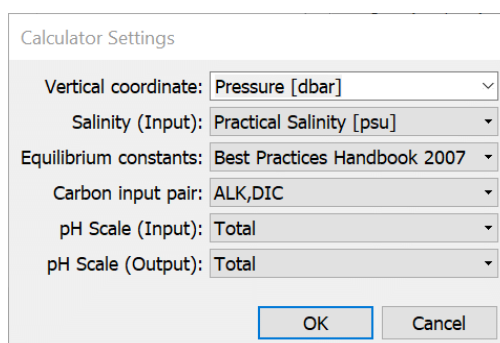 Calculator Settings
Vertical coordinate: Pressure [dbar]
Salinity (Input): Practical Salinity [psu]
Equilibrium constants: Best Practices Handbook 2007
Carbon input pair: ALK,DIC
pH Scale (Input): Total
pH Scale (Output): Total
OK Cancel